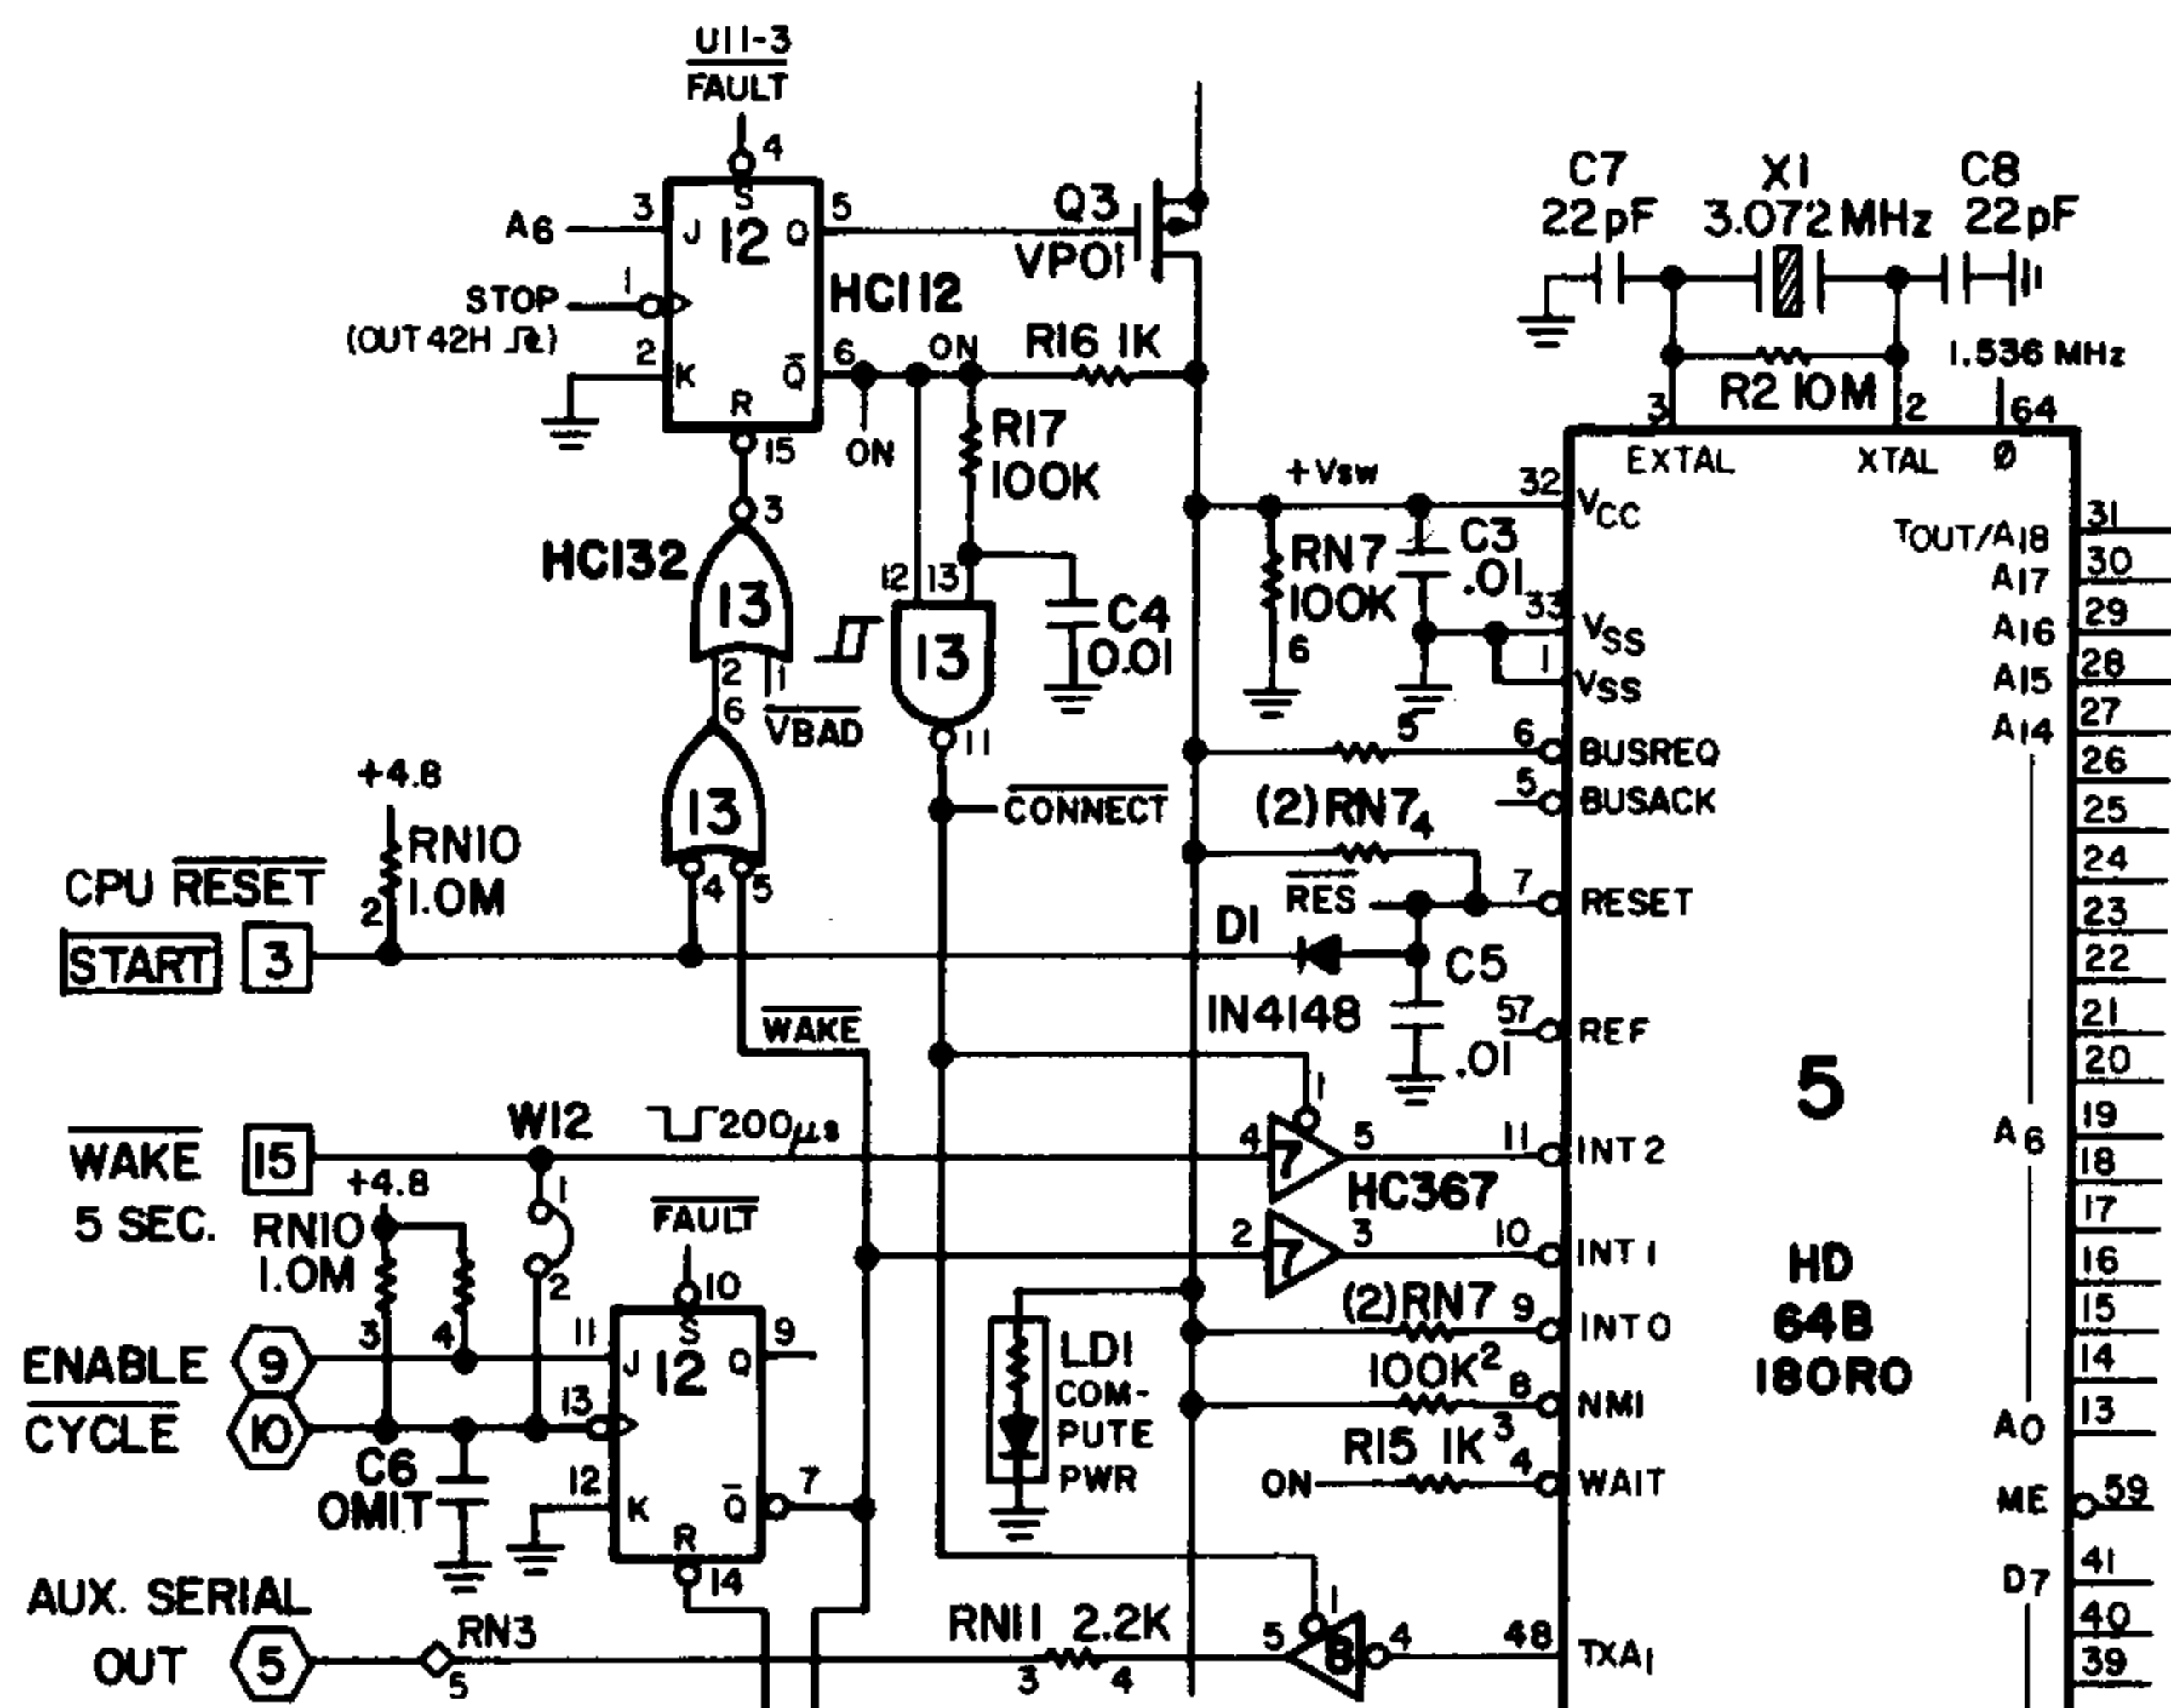 U11-3
FAULT
4
C7
X1
C8
22pF
3.072 MHz
22pF
A6
3
J
S
12
Q
5
Q3
VP01
STOP
1
HC112
(OUT 42H)
2
K
R
Q
6
ON
R16 1K
1.536 MHz
R2 10M
3
2
64
15
ON
R17
100K
+Vsw
32
EXTAL
XTAL
Ø
VCC
3
HC132
13
12
13
C4
0.01
RN7
100K
6
C3
.01
33
VSS
1
VSS
TOUT/A18
31
A17
30
A16
29
A15
28
A14
27
2
1
6
VBAD
13
11
5
6
BUSREQ
26
+4.8
13
CONNECT
(2)RN7
4
5
BUSACK
25
RN10
1.0M
2
4
5
RES
7
RESET
24
23
CPU RESET
START
3
D1
1N4148
C5
.01
22
57
REF
21
20
WAKE
5
WAKE
15
5 SEC.
W12
1
200µs
4
7
1
5
11
INT2
A6
19
18
HC367
+4.8
RN10
1.0M
FAULT
2
7
3
10
INT1
17
HD
16
64B
180R0
2
10
(2)RN7
9
INT0
15
3
4
11
S
9
LD1
COM-
PUTE
PWR
100K
2
8
NMI
14
ENABLE
9
J
12
Q
13
CYCLE
10
A0
13
R15 1K
3
C6
OMIT
12
K
Q
7
ON
4
WAIT
ME
59
R
14
D7
41
AUX. SERIAL
OUT
5
RN3
5
RN11 2.2K
3
4
5
8
1
4
48
TXA1
40
39